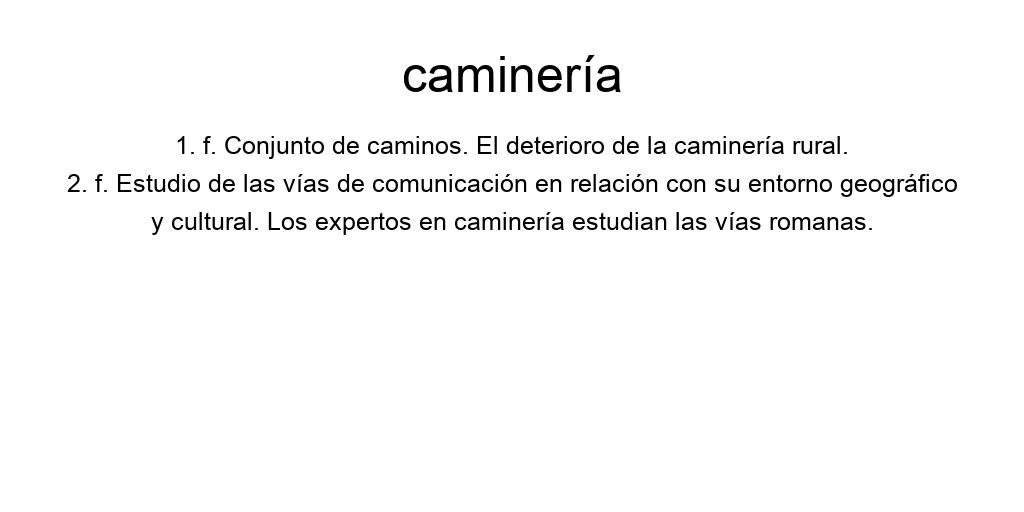 caminería
1. f. Conjunto de caminos. El deterioro de la caminería rural.
2. f. Estudio de las vías de comunicación en relación con su entorno geográfico
y cultural. Los expertos en caminería estudian las vías romanas.